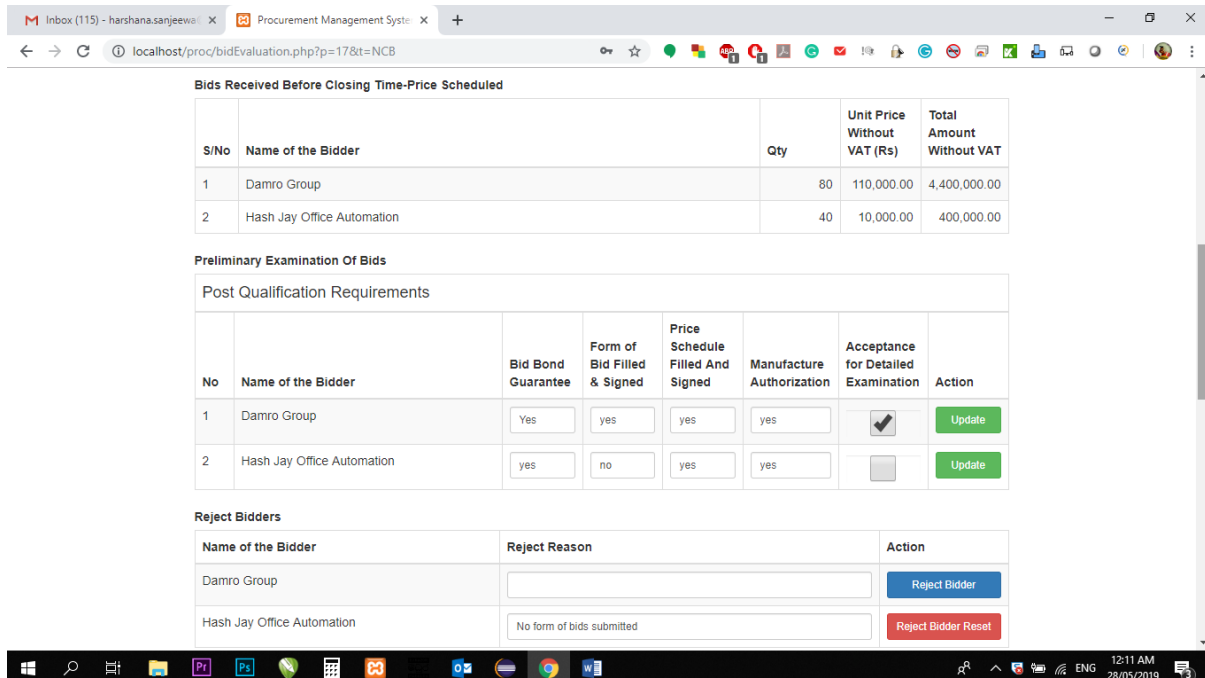 Inbox (115) - harshana.sanjeewa
Procurement Management Syste
localhost/proc/bidEvaluation.php?p=17&t=NCB
Bids Received Before Closing Time-Price Scheduled
S/No Name of the Bidder Qty Unit Price Without VAT (Rs) Total Amount Without VAT
1 Damro Group 80 110,000.00 4,400,000.00
2 Hash Jay Office Automation 40 10,000.00 400,000.00
Preliminary Examination Of Bids
Post Qualification Requirements
No Name of the Bidder Bid Bond Guarantee Form of Bid Filled & Signed Price Schedule Filled And Signed Manufacture Authorization Acceptance for Detailed Examination Action
1 Damro Group Yes yes yes yes Update
2 Hash Jay Office Automation yes no yes yes Update
Reject Bidders
Name of the Bidder Reject Reason Action
Damro Group Reject Bidder
Hash Jay Office Automation No form of bids submitted Reject Bidder Reset
Pr Ps ENG 12:11 AM
28/05/2019